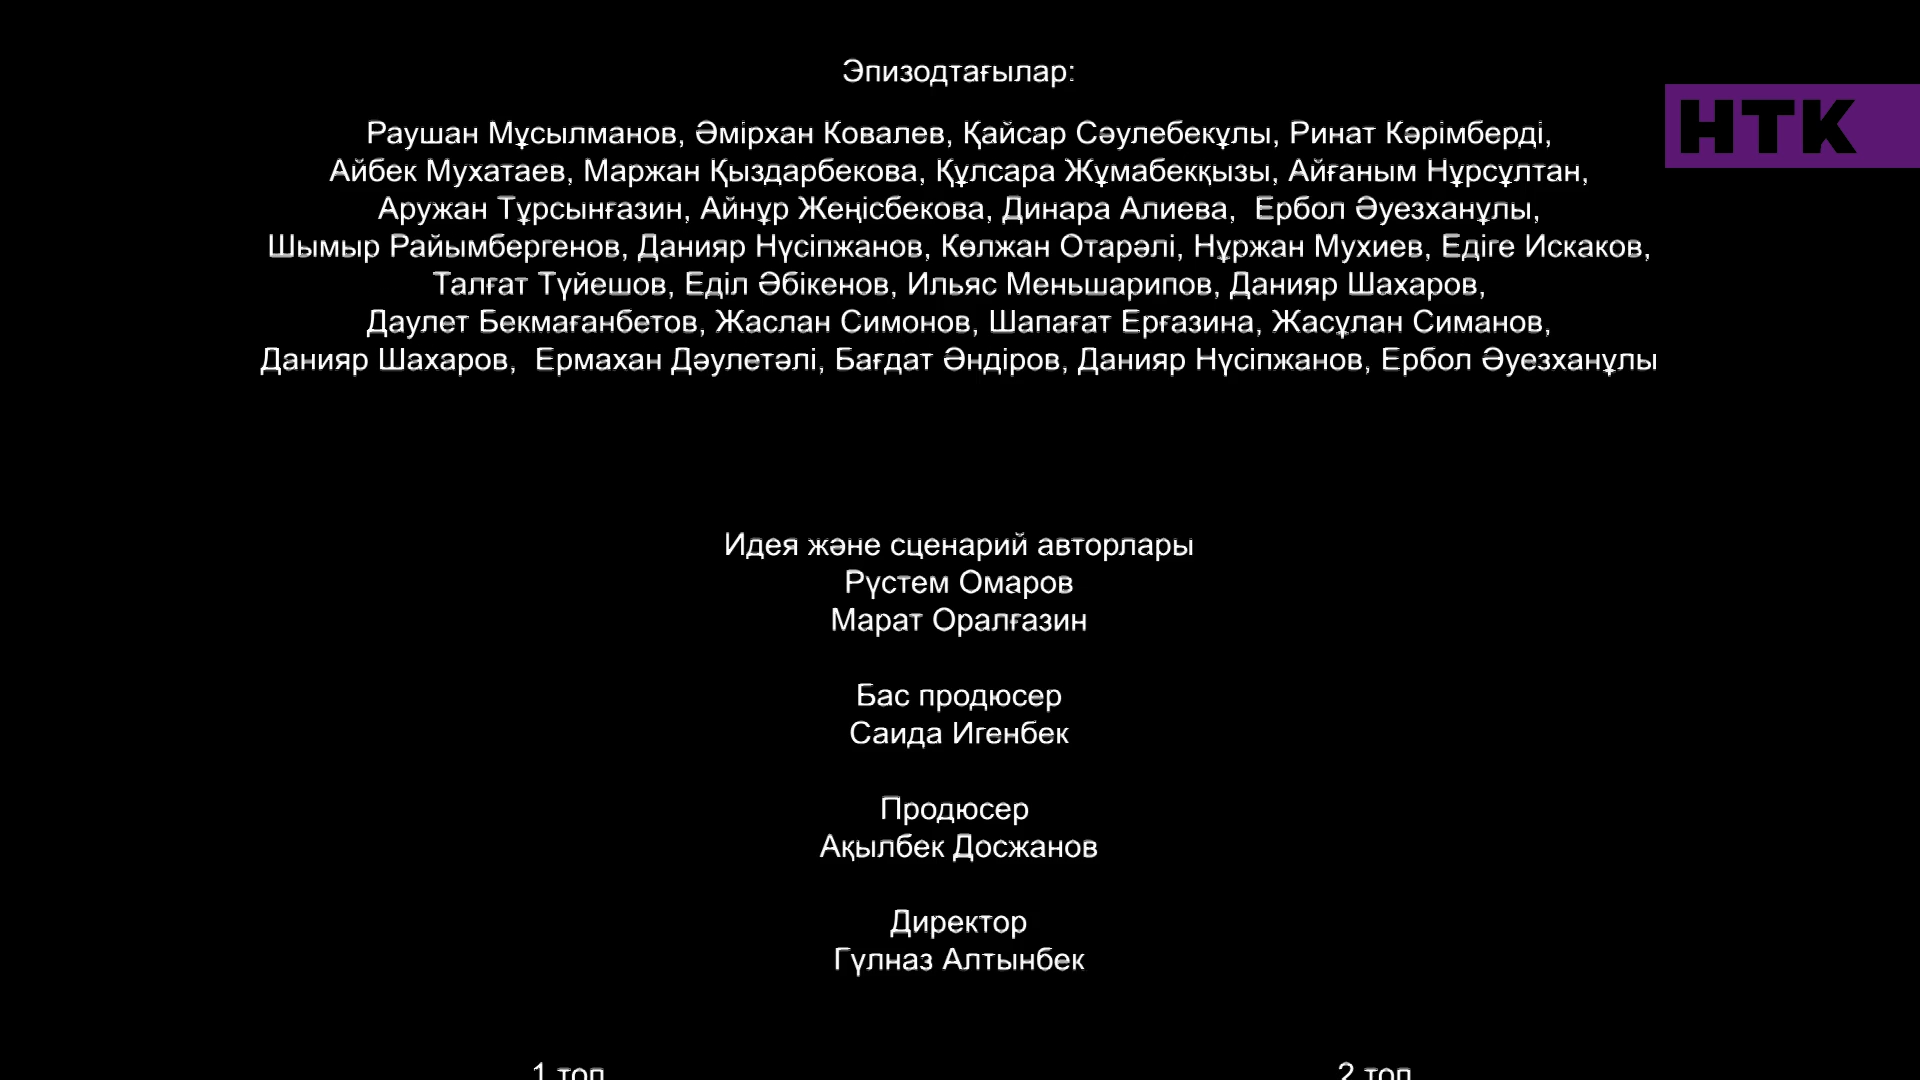 Эпизодтағылар:
НТК
Раушан Мұсылманов, Әмірхан Ковалев, Қайсар Сәулебекұлы, Ринат Кәрімберді,
Айбек Мухатаев, Маржан Қыздарбекова, Құлсара Жұмабекқызы, Айғаным Нұрсұлтан,
Аружан Тұрсынғазин, Айнұр Жеңісбекова, Динара Алиева, Ербол Әуезханұлы,
Шымыр Райымбергенов, Данияр Нүсіпжанов, Көлжан Отарәлі, Нұржан Мухиев, Едіге Искаков,
Талғат Түйешов, Еділ Әбікенов, Ильяс Меньшарипов, Данияр Шахаров,
Даулет Бекмағанбетов, Жаслан Симонов, Шапағат Ерғазина, Жасұлан Симанов,
Данияр Шахаров, Ермахан Дәулетәлі, Бағдат Әндіров, Данияр Нүсіпжанов, Ербол Әуезханұлы
Идея және сценарий авторлары
Рүстем Омаров
Марат Оралғазин
Бас продюсер
Саида Игенбек
Продюсер
Ақылбек Досжанов
Директор
Гүлназ Алтынбек
1 топ
2 топ